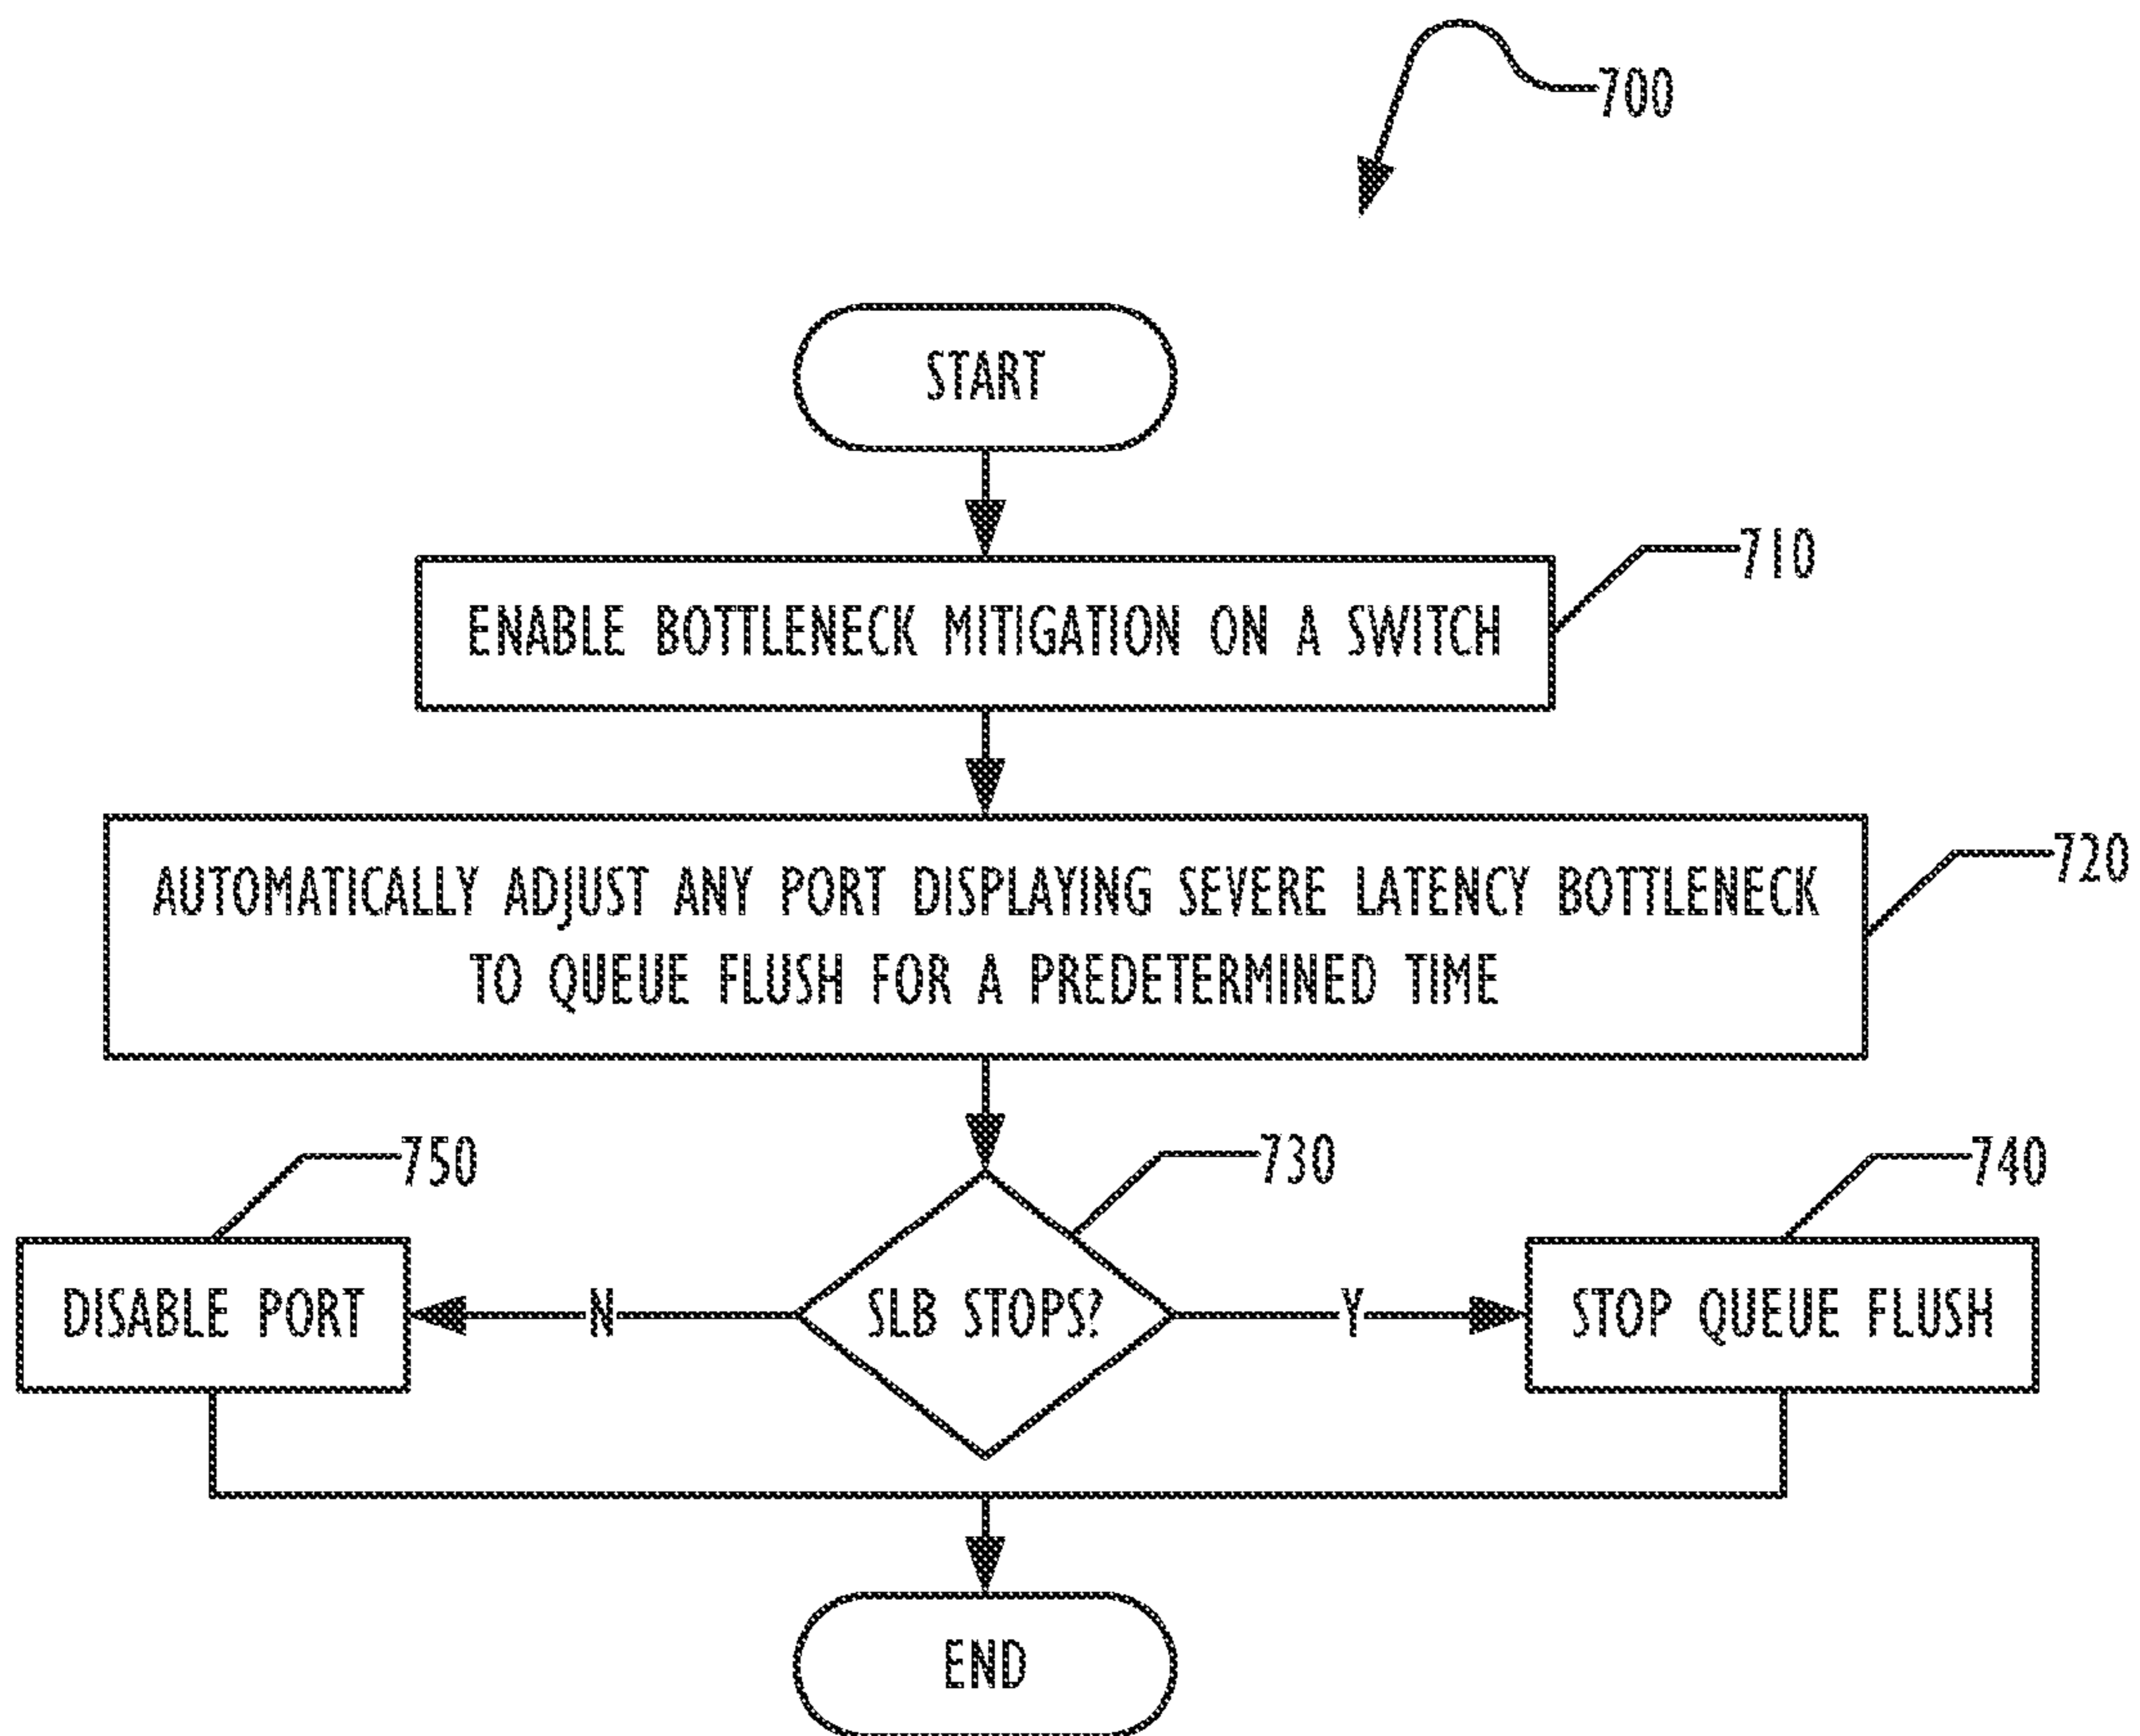 700
START
710
ENABLE BOTTLENECK MITIGATION ON A SWITCH
720
AUTOMATICALLY ADJUST ANY PORT DISPLAYING SEVERE LATENCY BOTTLENECK
TO QUEUE FLUSH FOR A PREDETERMINED TIME
750
730
740
DISABLE PORT
N
SLB STOPS?
Y
STOP QUEUE FLUSH
END